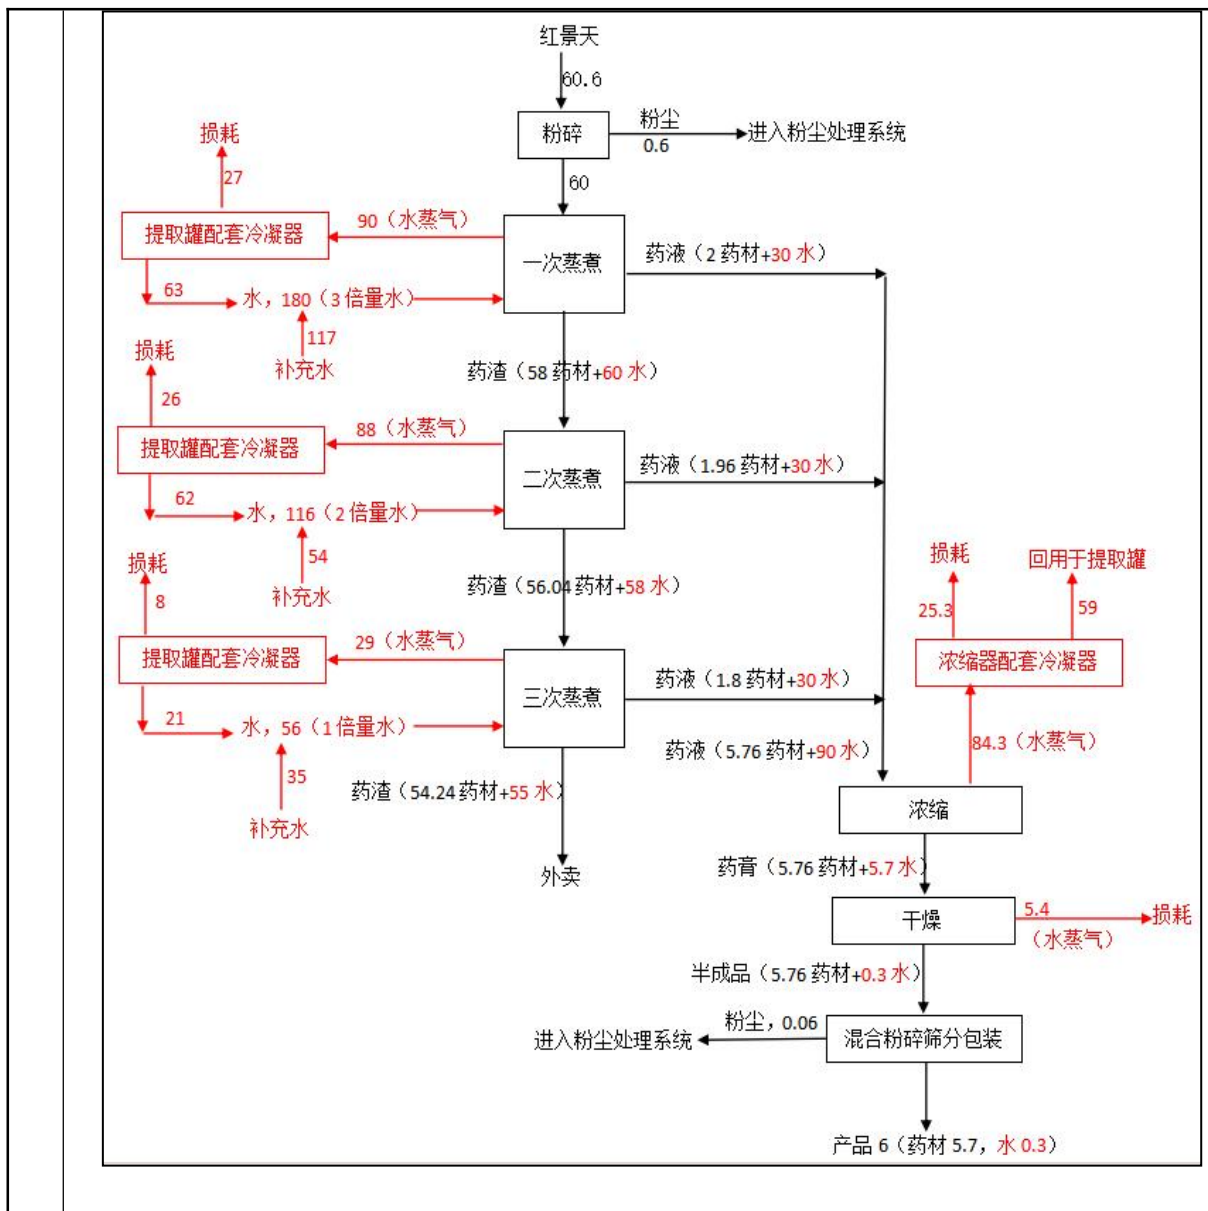 红景天
60.6
粉碎
粉尘
0.6
进入粉尘处理系统
60
损耗
27
提取罐配套冷凝器
90（水蒸气）
一次蒸煮
药液（2 药材+30 水）
63
水，180（3 倍量水）
117
补充水
药渣（58 药材+60 水）
损耗
26
提取罐配套冷凝器
88（水蒸气）
二次蒸煮
药液（1.96 药材+30 水）
62
水，116（2 倍量水）
54
补充水
药渣（56.04 药材+58 水）
损耗
8
提取罐配套冷凝器
29（水蒸气）
三次蒸煮
药液（1.8 药材+30 水）
21
水，56（1 倍量水）
35
补充水
药渣（54.24 药材+55 水）
外卖
损耗
25.3
回用于提取罐
59
浓缩器配套冷凝器
84.3（水蒸气）
药液（5.76 药材+90 水）
浓缩
药膏（5.76 药材+5.7 水）
干燥
5.4
（水蒸气）
损耗
半成品（5.76 药材+0.3 水）
混合粉碎筛分包装
粉尘，0.06
进入粉尘处理系统
产品 6（药材 5.7，水 0.3）